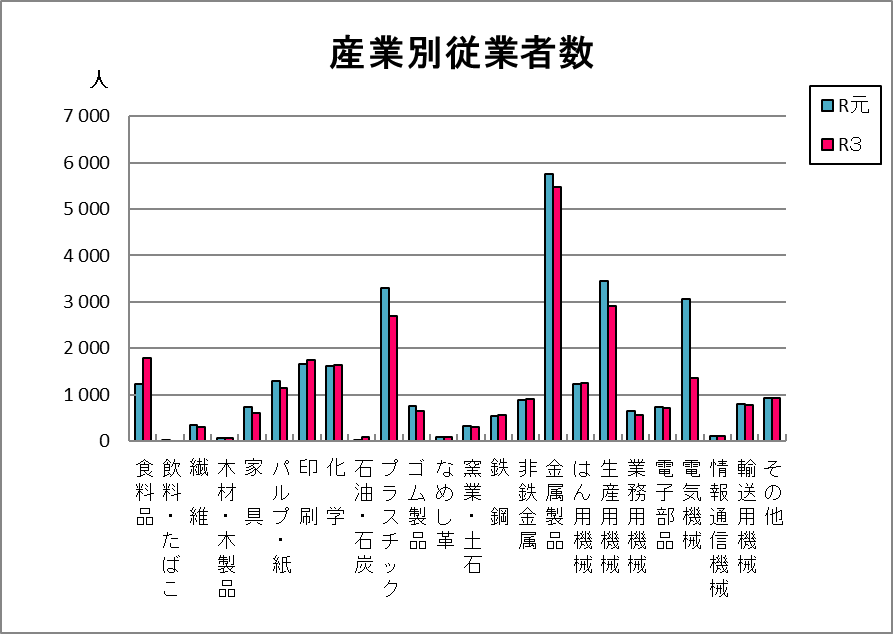 産業別従業者数
人
R元
R３
7 000
6 000
5 000
4 000
3 000
2 000
1 000
0
食料品
飲料・たばこ
繊　維
木材・木製品
家　具
パルプ・紙
印　刷
化　学
石油・石炭
プラスチック
ゴム製品
なめし革
窯業・土石
鉄　鋼
非鉄金属
金属製品
はん用機械
生産用機械
業務用機械
電子部品
電気機械
情報通信機械
輸送用機械
その他